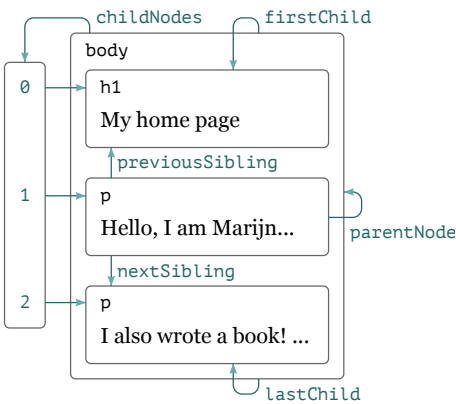 childNodes firstChild
body
0 h1
My home page
previousSibling
1 p
Hello, I am Marijn...
parentNode
nextSibling
2 p
I also wrote a book! ...
lastChild